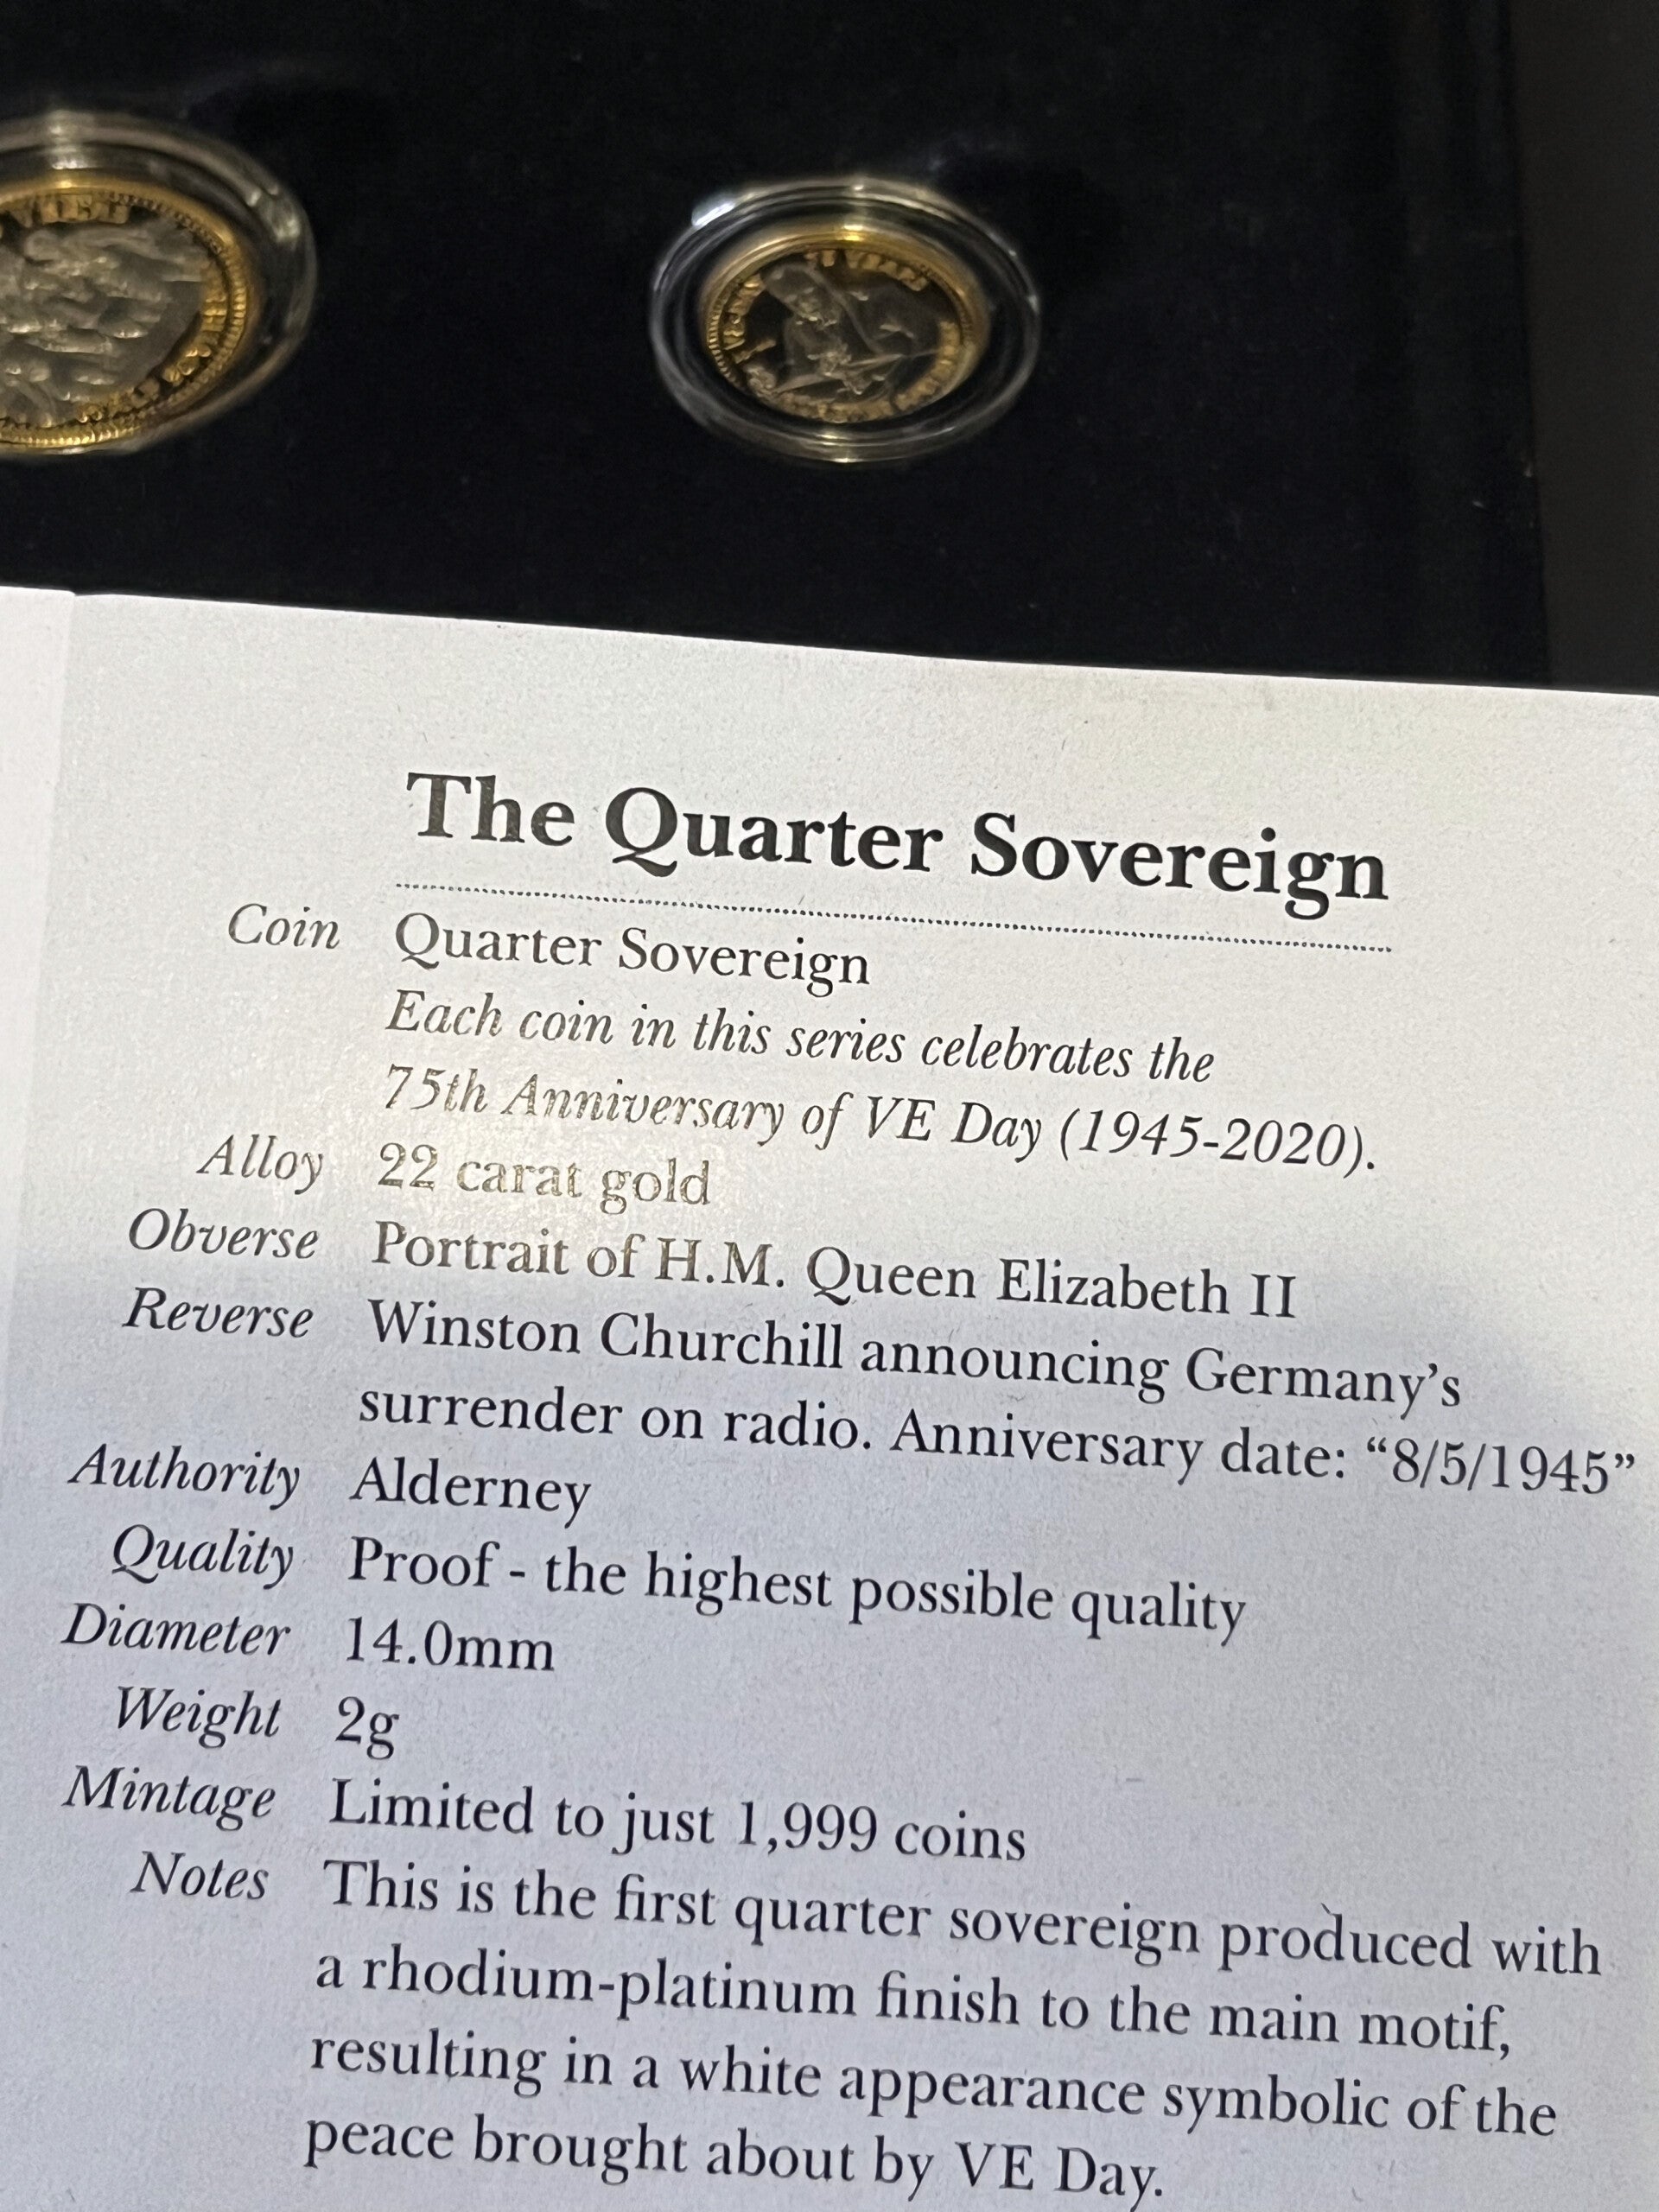 75 YEARS
The Quarter Sovereign
Coin Quarter Sovereign
Each coin in this series celebrates the
75th Anniversary of VE Day (1945-2020).
Alloy 22 carat gold
Obverse Portrait of H.M. Queen Elizabeth II
Reverse Winston Churchill announcing Germany’s
surrender on radio. Anniversary date: “8/5/1945”
Authority Alderney
Quality Proof - the highest possible quality
Diameter 14.0mm
Weight 2g
Mintage Limited to just 1,999 coins
Notes This is the first quarter sovereign produced with
a rhodium-platinum finish to the main motif,
resulting in a white appearance symbolic of the
peace brought about by VE Day.